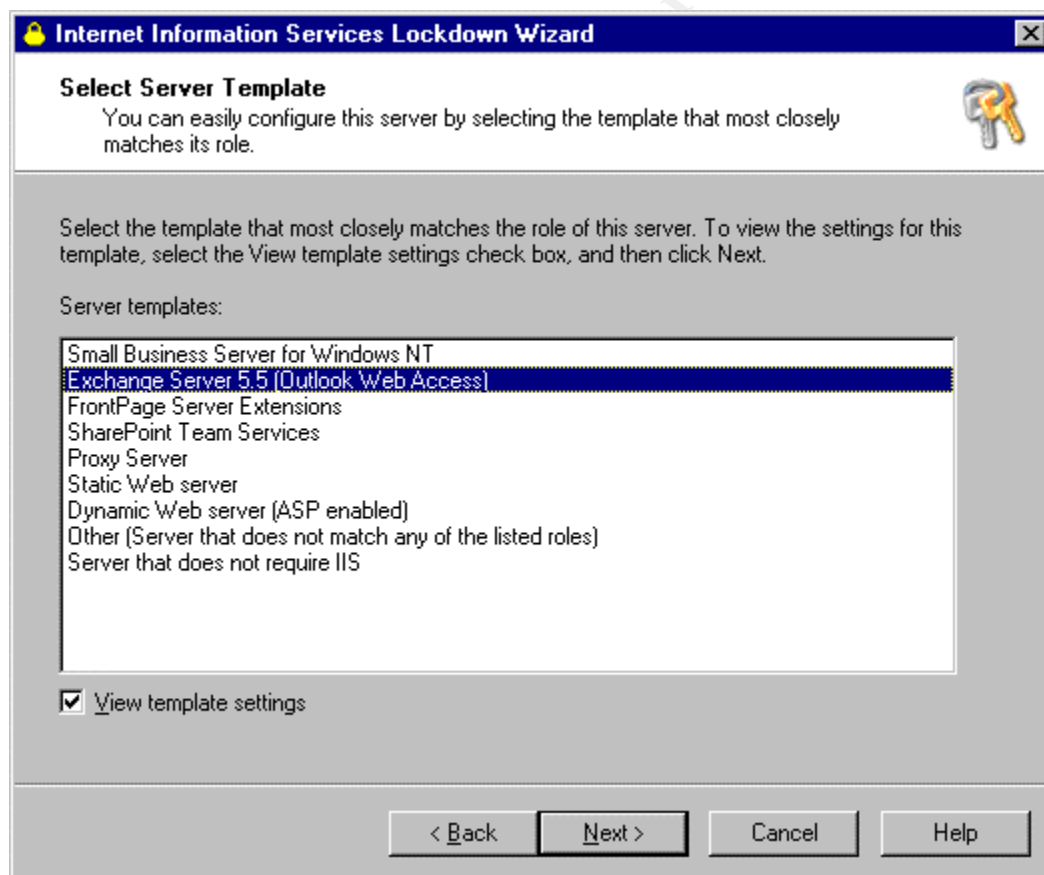 Internet Information Services Lockdown Wizard
Select Server Template
You can easily configure this server by selecting the template that most closely
matches its role.
Select the template that most closely matches the role of this server. To view the settings for this
template, select the View template settings check box, and then click Next.
Server templates:
Small Business Server for Windows NT
Exchange Server 5.5 (Outlook Web Access)
FrontPage Server Extensions
SharePoint Team Services
Proxy Server
Static Web server
Dynamic Web server (ASP enabled)
Other (Server that does not match any of the listed roles)
Server that does not require IIS
View template settings
< Back Next > Cancel Help